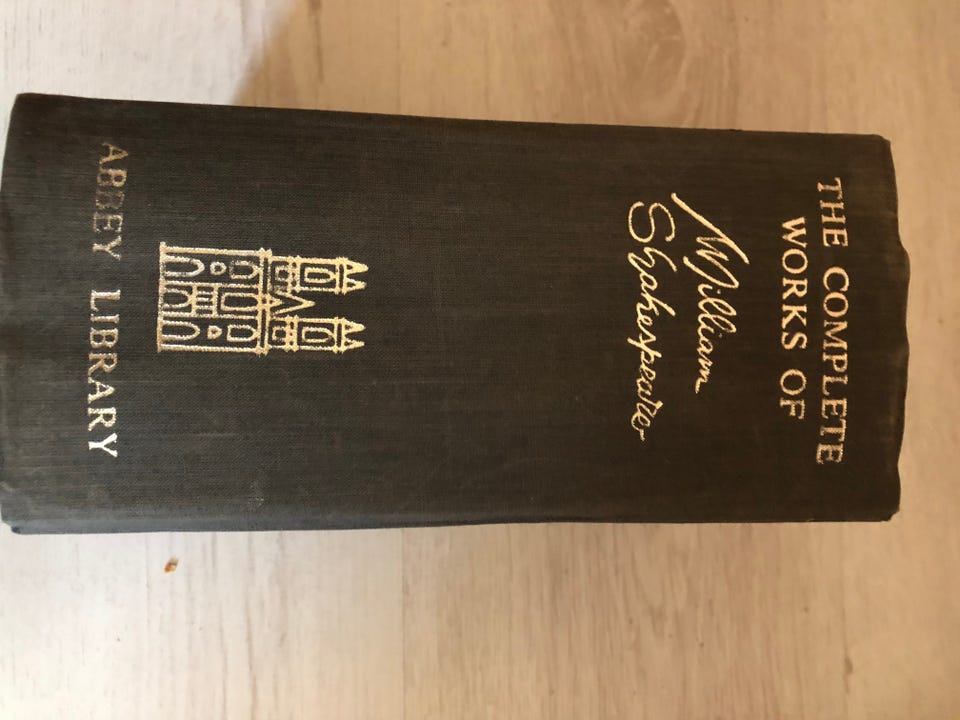 THE COMPLETE
WORKS OF
William
Shakespeare
ABBEY LIBRARY